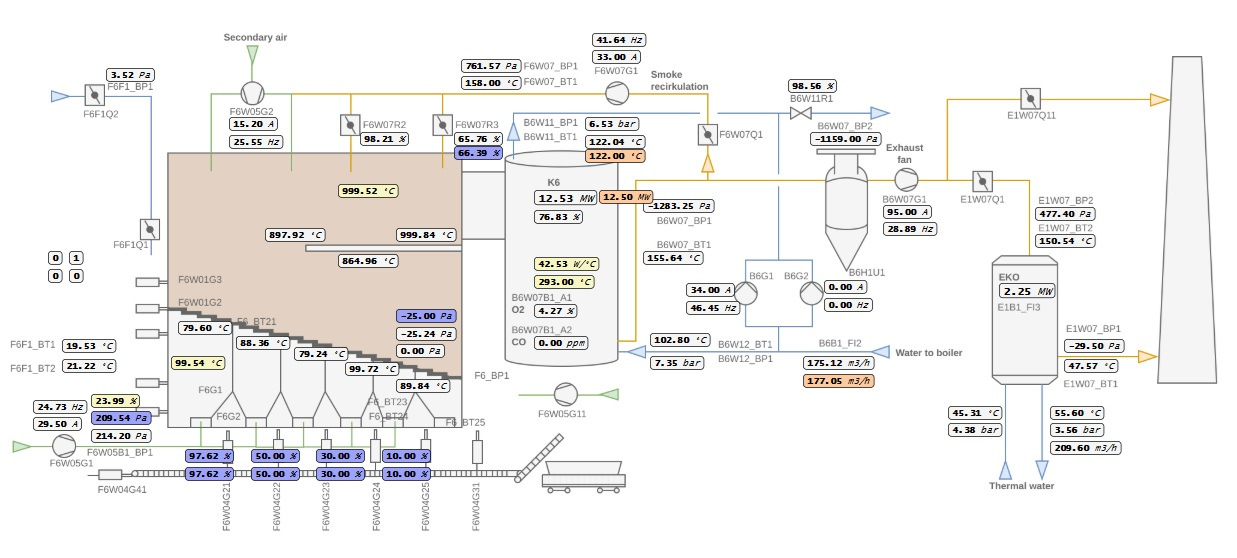 Secondary air
41.64 Hz
33.00 A
F6W07G1
761.57 Pa F6W07_BP1
158.00 °C F6W07_BT1
Smoke
recirkulation
3.52 Pa
F6F1_BP1
F6F1Q2
98.56 %
B6W11R1
E1W07Q11
F6W05G2
15.20 A
25.55 Hz
F6W07R2
98.21 %
F6W07R3
65.76 %
66.39 %
B6W11_BP1 6.53 bar
B6W11_BT1 122.04 °C
122.00 °C
F6W07Q1
B6W07_BP2
-1159.00 Pa
Exhaust
fan
B6W07G1
95.00 A
28.89 Hz
E1W07Q1
E1W07_BP2
477.40 Pa
E1W07_BT2
150.54 °C
K6
12.53 MW 12.50 MW
76.83 %
-1283.25 Pa
B6W07_BP1
B6W07_BT1
155.64 °C
999.52 °C
897.92 °C 999.84 °C
864.96 °C
F6F1Q1
0 1
0 0
F6W01G3
F6W01G2
42.53 W/°C
293.00 °C
B6W07B1_A1
O2 4.27 %
B6W07B1_A2
CO 0.00 ppm
B6G1 B6G2
34.00 A
46.45 Hz
B6H1U1
0.00 A
0.00 Hz
EKO
2.25 MW
E1B1_FI3
F6_BT21
79.60 °C
88.36 °C
79.24 °C
99.72 °C
89.84 °C
-25.00 Pa
-25.24 Pa
0.00 Pa
F6_BP1
F6F1_BT1 19.53 °C
F6F1_BT2 21.22 °C
99.54 °C
102.80 °C B6W12_BT1
7.35 bar B6W12_BP1
B6B1_FI2
175.12 m3/h
177.05 m3/h
Water to boiler
E1W07_BP1
-29.50 Pa
47.57 °C
E1W07_BT1
F6G1
F6G2
F6_BT23
F6_BT24
F6_BT25
F6W05G11
24.73 Hz
29.50 A
23.99 %
209.54 Pa
214.20 Pa
F6W05B1_BP1
F6W05G1
45.31 °C
4.38 bar
55.60 °C
3.56 bar
209.60 m3/h
97.62 % 50.00 % 30.00 % 10.00 %
97.62 % 50.00 % 30.00 % 10.00 %
F6W04G41
F6W04G21
F6W04G22
F6W04G23
F6W04G24
F6W04G25
F6W04G31
Thermal water